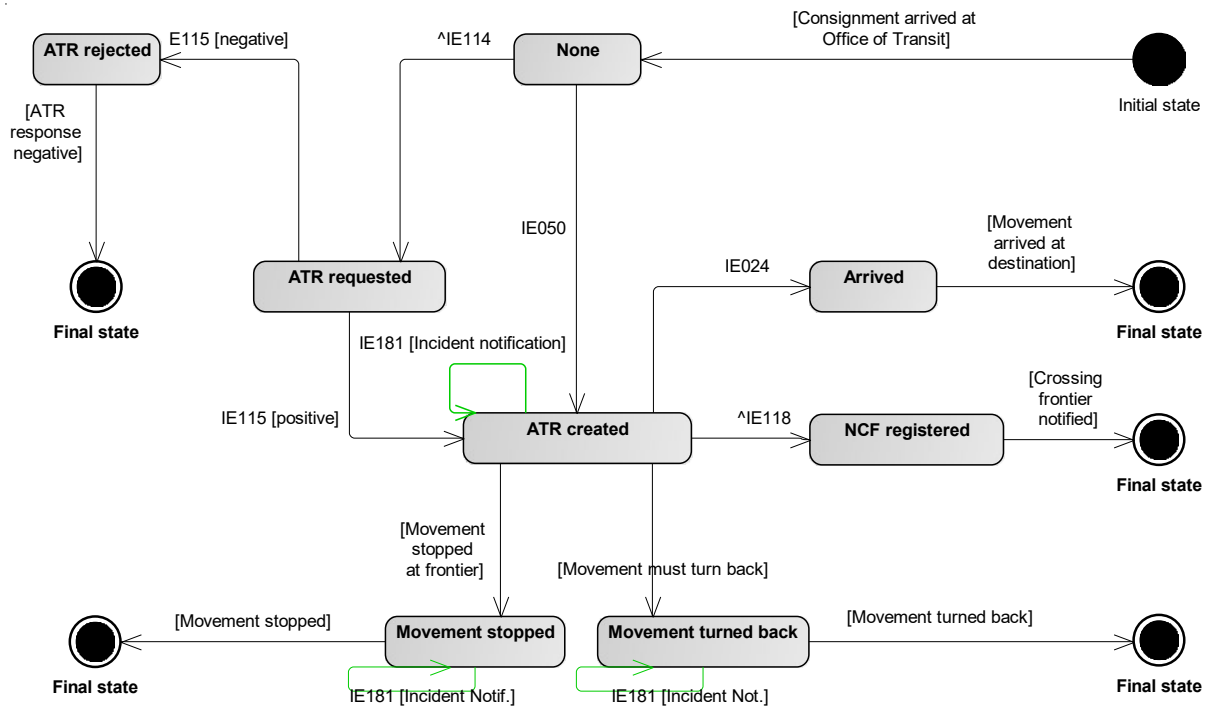 [Consignment arrived at
Office of Transit]
ATR rejected
E115 [negative]
^IE114
None
Initial state
[ATR
response
negative]
IE050
[Movement
arrived at
destination]
ATR requested
IE024
Arrived
Final state
Final state
IE181 [Incident notification]
[Crossing
frontier
notified]
IE115 [positive]
ATR created
^IE118
NCF registered
Final state
[Movement
stopped
at frontier]
[Movement must turn back]
[Movement stopped]
Movement stopped
Movement turned back
[Movement turned back]
Final state
IE181 [Incident Notif.]
IE181 [Incident Not.]
Final state